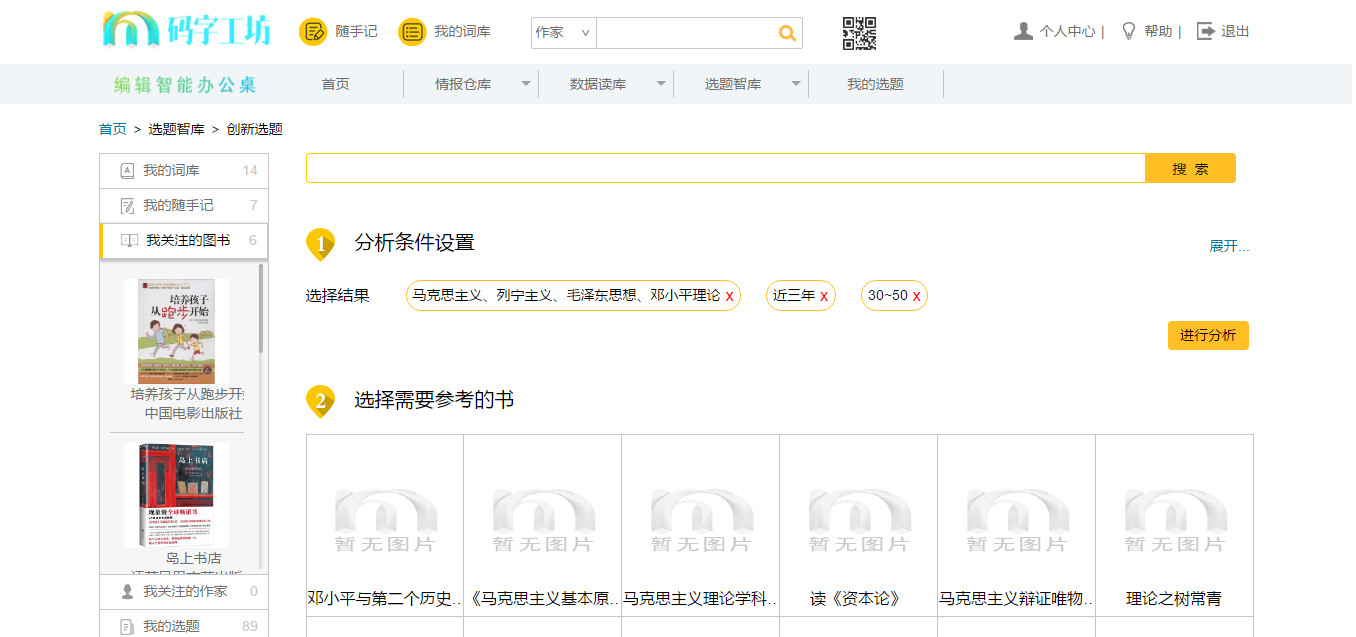 码字工坊
随手记
我的词库
作家
个人中心 |
帮助 |
退出
编辑智能办公桌
首页
情报仓库
数据读库
选题智库
我的选题
首页 > 选题智库 > 创新选题
我的词库 14
我的随手记 7
我关注的图书 6
培养孩子
从跑步开始
培养孩子从跑步开
中国电影出版社
岛上书店
现象级全球畅销书
岛上书店
我关注的作家 0
我的选题 89
搜 索
1 分析条件设置
展开...
选择结果
马克思主义、列宁主义、毛泽东思想、邓小平理论 x
近三年 x
30~50 x
进行分析
2 选择需要参考的书
暂无图片
暂无图片
暂无图片
暂无图片
暂无图片
暂无图片
邓小平与第二个历史..
《马克思主义基本原..
马克思主义理论学科..
读《资本论》
马克思主义辩证唯物..
理论之树常青